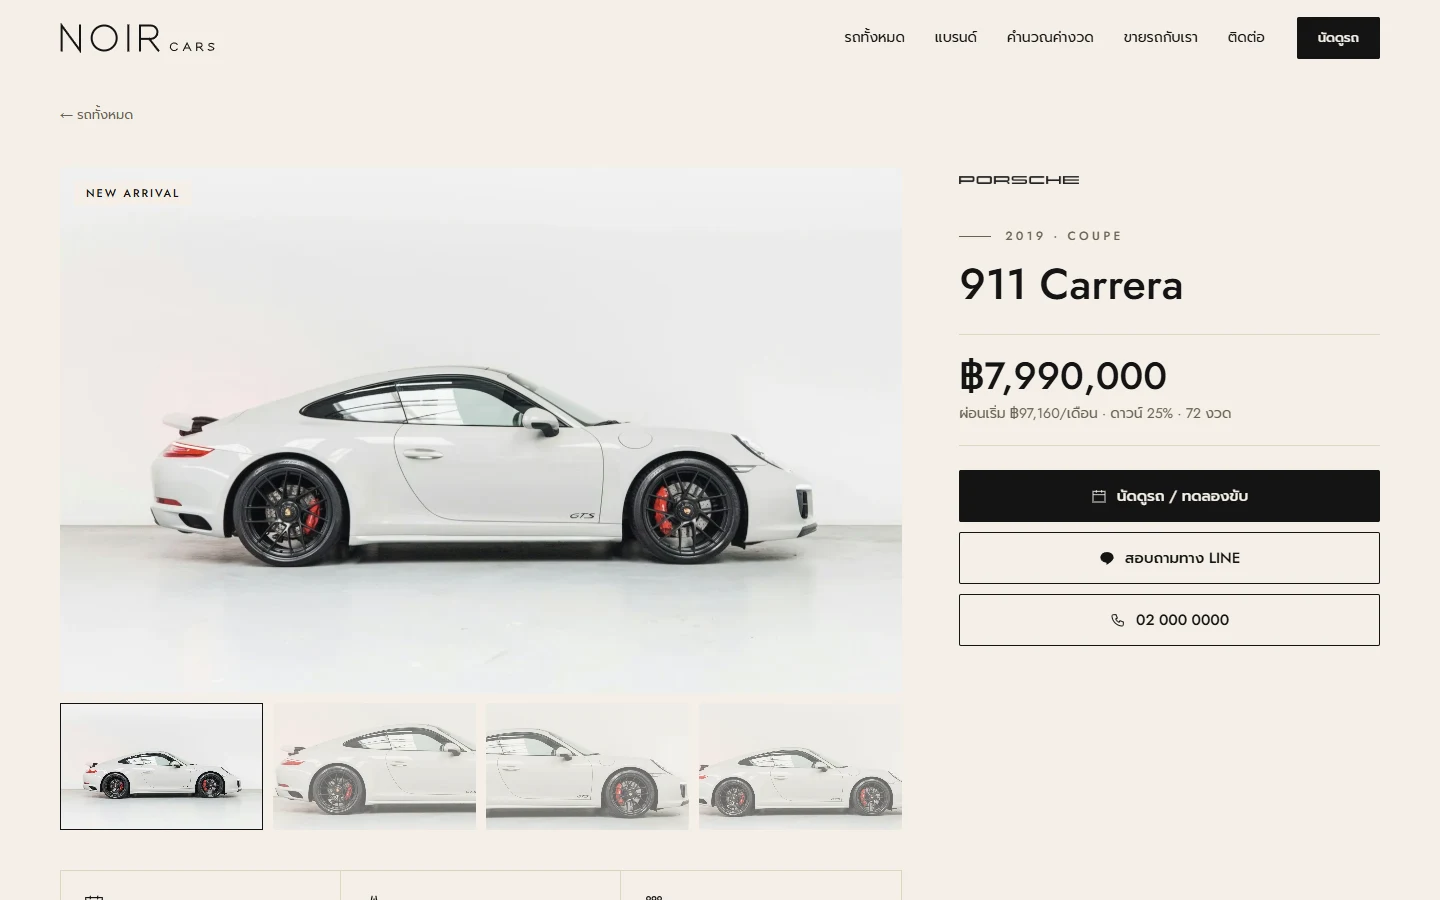 NOIR CARS
รถทั้งหมด
แบรนด์
คำนวณค่างวด
ขายรถกับเรา
ติดต่อ
นัดดูรถ
← รถทั้งหมด
NEW ARRIVAL
PORSCHE
2019 · COUPE
911 Carrera
฿7,990,000
ผ่อนเริ่ม ฿97,160/เดือน · ดาวน์ 25% · 72 งวด
นัดดูรถ / ทดลองขับ
สอบถามทาง LINE
02 000 0000
GTS